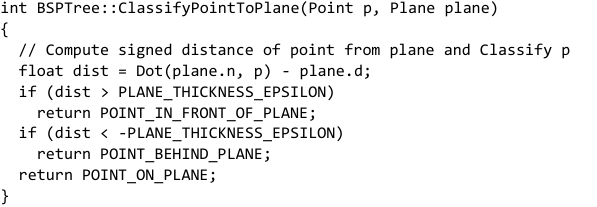 int BSPTree::ClassifyPointToPlane(Point p, Plane plane)
{
  // Compute signed distance of point from plane and Classify p
  float dist = Dot(plane.n, p) - plane.d;
  if (dist > PLANE_THICKNESS_EPSILON)
    return POINT_IN_FRONT_OF_PLANE;
  if (dist < -PLANE_THICKNESS_EPSILON)
    return POINT_BEHIND_PLANE;
  return POINT_ON_PLANE;
}